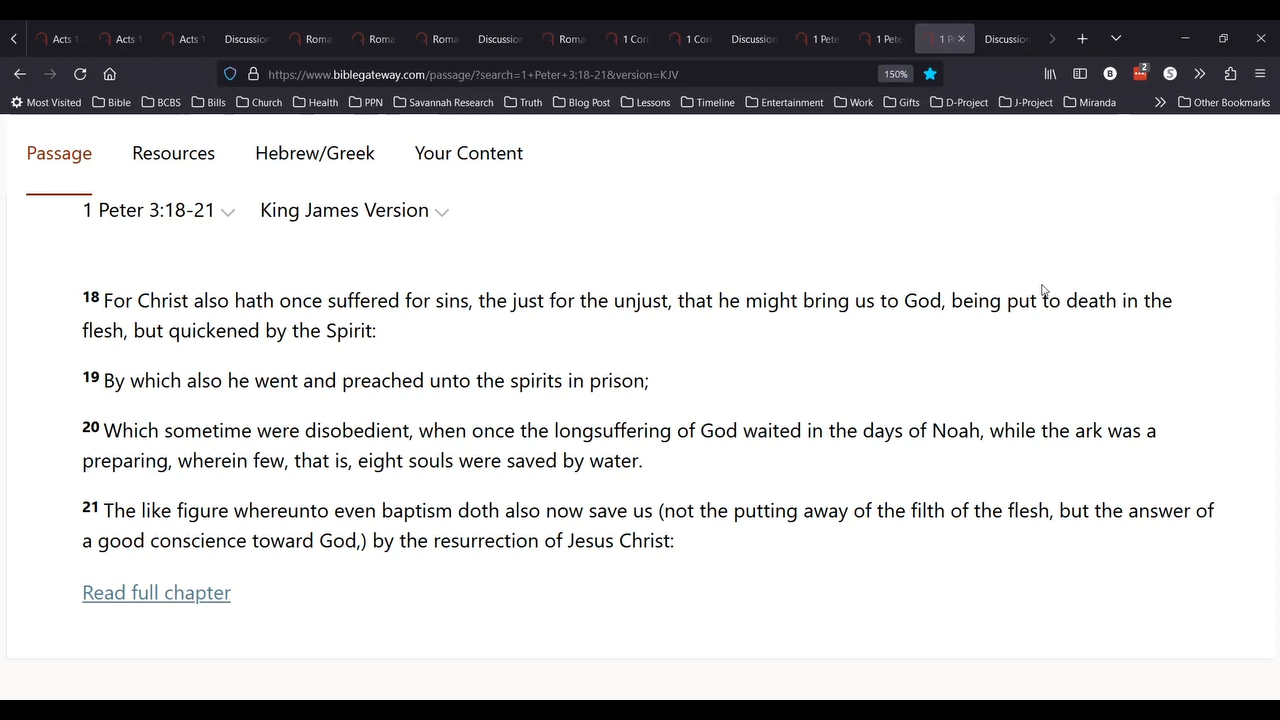 Acts 1 Acts 1 Acts 1 Discussion Roma Roma Roma Discussion Roma 1 Cori 1 Cori Discussion 1 Pete 1 Pete 1 Pe Discussion
https://www.biblegateway.com/passage/?search=1+Peter+3:18-21&version=KJV 150% B 2 S
Most Visited Bible BCBS Bills Church Health PPN Savannah Research Truth Blog Post Lessons Timeline Entertainment Work Gifts D-Project J-Project Miranda Other Bookmarks
Passage Resources Hebrew/Greek Your Content
1 Peter 3:18-21 King James Version
18 For Christ also hath once suffered for sins, the just for the unjust, that he might bring us to God, being put to death in the
flesh, but quickened by the Spirit:
19 By which also he went and preached unto the spirits in prison;
20 Which sometime were disobedient, when once the longsuffering of God waited in the days of Noah, while the ark was a
preparing, wherein few, that is, eight souls were saved by water.
21 The like figure whereunto even baptism doth also now save us (not the putting away of the filth of the flesh, but the answer of
a good conscience toward God,) by the resurrection of Jesus Christ:
Read full chapter